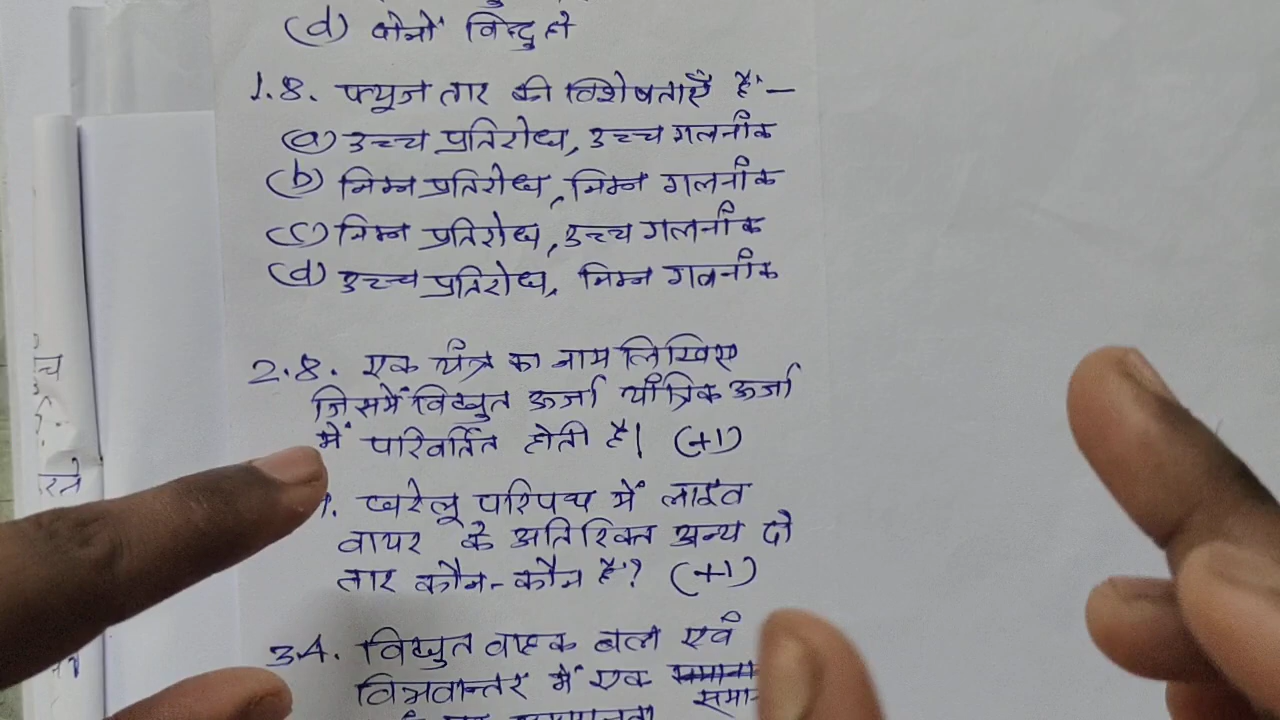 (d) दोनों विन्दु से
1.8. फ्यूज तार की विशेषताएँ हैं -
(a) उच्च प्रतिरोध, उच्च गलनांक
(b) निम्न प्रतिरोध, निम्न गलनांक
(c) निम्न प्रतिरोध, उच्च गलनांक
(d) उच्च प्रतिरोध, निम्न गलनांक
2.8. एक यंत्र का नाम लिखिए
जिसमें विद्युत ऊर्जा यांत्रिक ऊर्जा
में परिवर्तित होती है। (+1)
घरेलू परिपथ में लाइव
वायर के अतिरिक्त अन्य दो
तार कौन-कौन है? (+1)
3.4. विद्युत वाहक बल एवं
विभवान्तर में एक